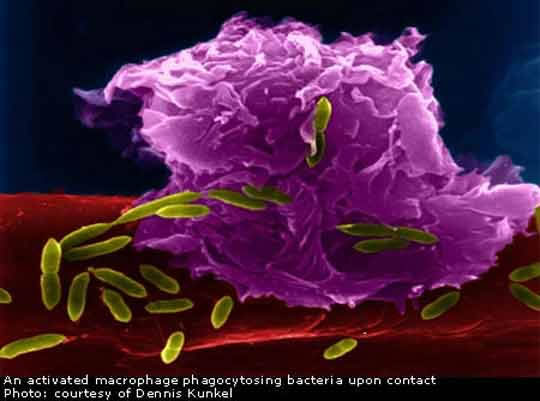 An activated macrophage phagocytosing bacteria upon contact
Photo: courtesy of Dennis Kunkel